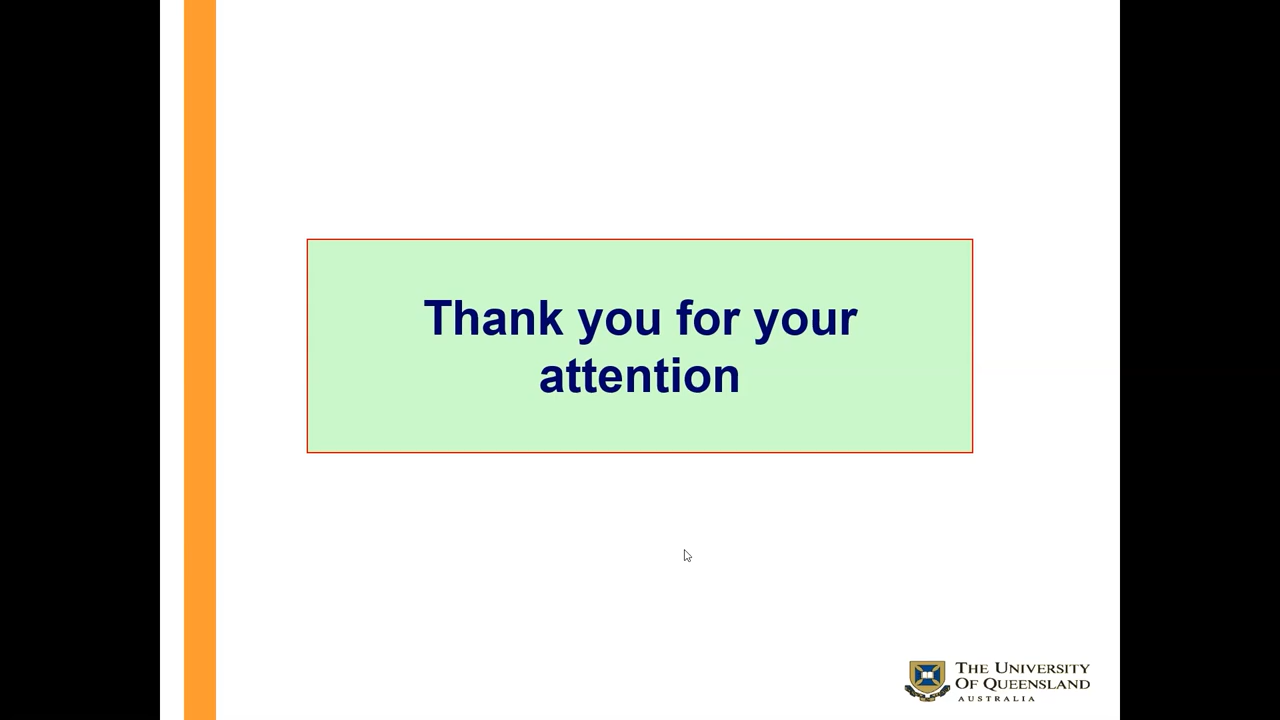 Thank you for your
attention
THE UNIVERSITY
OF QUEENSLAND
AUSTRALIA